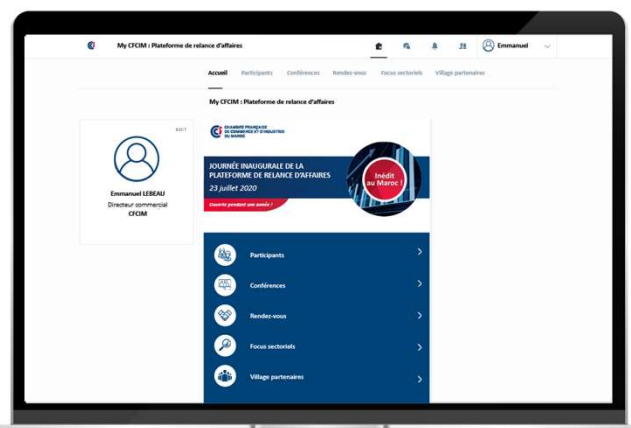 My CFCIM : Plateforme de relance d'affaires
Emmanuel
Accueil Participants Conférences Rendez-vous Focus sectoriels Village partenaires
My CFCIM : Plateforme de relance d'affaires
EDIT
Emmanuel LEBEAU
Directeur commercial
CFCIM
CHAMBRE FRANÇAISE
DE COMMERCE ET D'INDUSTRIE
DU MAROC
JOURNÉE INAUGURALE DE LA
PLATEFORME DE RELANCE D'AFFAIRES
23 juillet 2020
Ouverte pendant une année !
Inédit
au Maroc !
Participants
Conférences
Rendez-vous
Focus sectoriels
Village partenaires